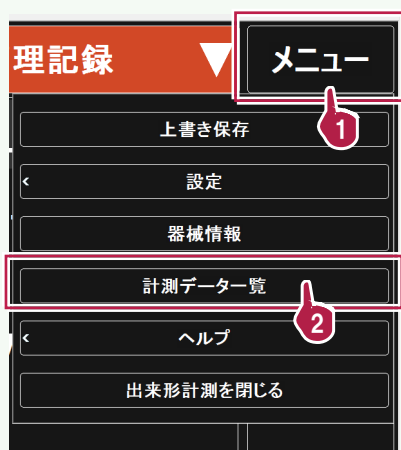 理記録 ▼ メニュー
1
上書き保存
< 設定
器械情報
計測データ一覧
2
< ヘルプ
出来形計測を閉じる